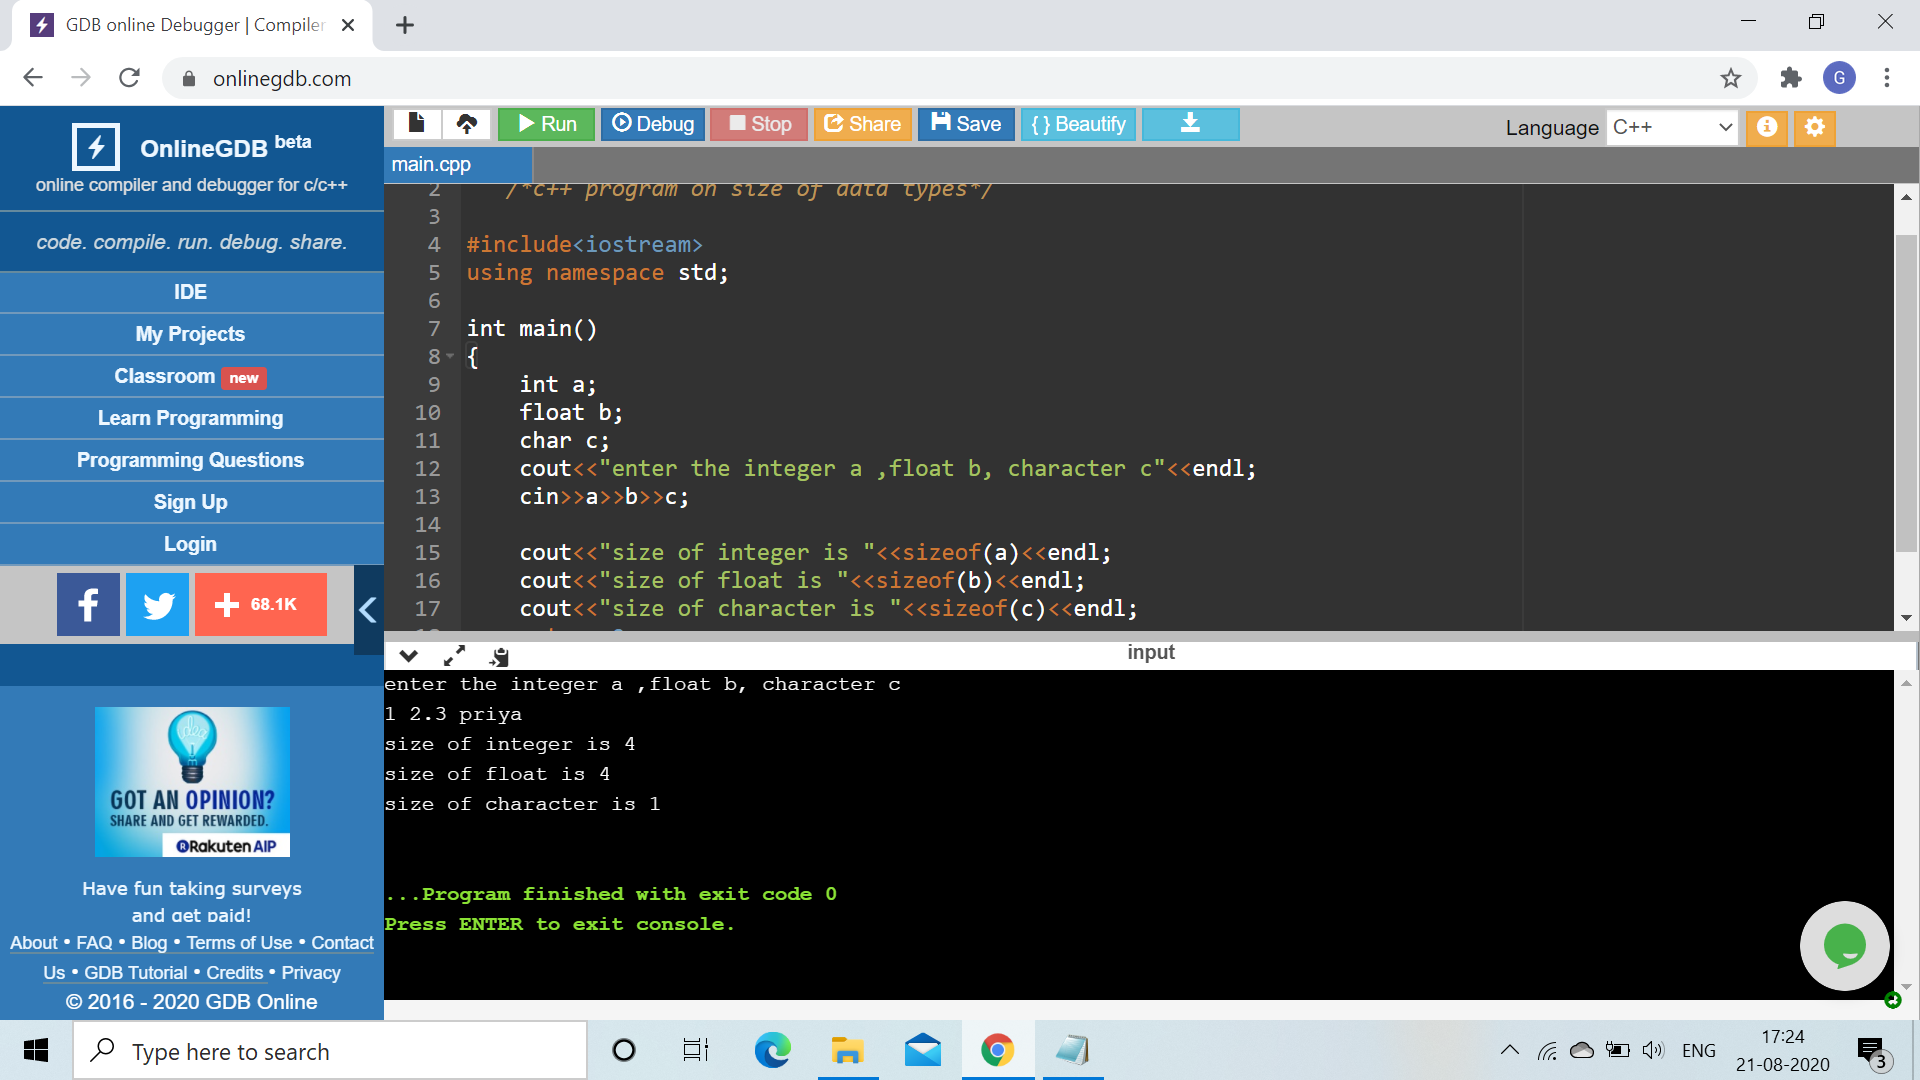 GDB online Debugger | Compiler
onlinegdb.com
G
OnlineGDB beta
online compiler and debugger for c/c++
code. compile. run. debug. share.
IDE
My Projects
Classroom new
Learn Programming
Programming Questions
Sign Up
Login
f
68.1K
idea
GOT AN OPINION?
SHARE AND GET REWARDED.
Rakuten AIP
Have fun taking surveys
and get paid!
About • FAQ • Blog • Terms of Use • Contact
Us • GDB Tutorial • Credits • Privacy
© 2016 - 2020 GDB Online
Run Debug Stop Share Save {} Beautify
Language C++
main.cpp
2 /*c++ program on size of data types*/
3
4 #include<iostream>
5 using namespace std;
6
7 int main()
8 {
9 int a;
10 float b;
11 char c;
12 cout<<"enter the integer a ,float b, character c"<<endl;
13 cin>>a>>b>>c;
14
15 cout<<"size of integer is "<<sizeof(a)<<endl;
16 cout<<"size of float is "<<sizeof(b)<<endl;
17 cout<<"size of character is "<<sizeof(c)<<endl;
input
enter the integer a ,float b, character c
1 2.3 priya
size of integer is 4
size of float is 4
size of character is 1
...Program finished with exit code 0
Press ENTER to exit console.
Type here to search
ENG
17:24
21-08-2020
3